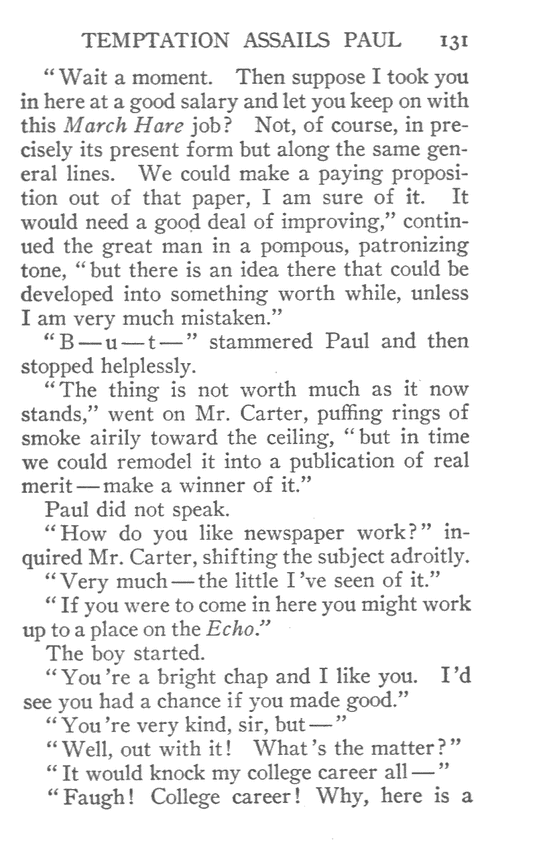 TEMPTATION ASSAILS PAUL 131
“Wait a moment. Then suppose I took you
in here at a good salary and let you keep on with
this March Hare job? Not, of course, in pre-
cisely its present form but along the same gen-
eral lines. We could make a paying proposi-
tion out of that paper, I am sure of it. It
would need a good deal of improving,” contin-
ued the great man in a pompous, patronizing
tone, “but there is an idea there that could be
developed into something worth while, unless
I am very much mistaken.”
“B—u—t—” stammered Paul and then
stopped helplessly.
“The thing is not worth much as it now
stands,” went on Mr. Carter, puffing rings of
smoke airily toward the ceiling, “but in time
we could remodel it into a publication of real
merit—make a winner of it.”
Paul did not speak.
“How do you like newspaper work?” in-
quired Mr. Carter, shifting the subject adroitly.
“Very much—the little I’ve seen of it.”
“If you were to come in here you might work
up to a place on the Echo.”
The boy started.
“You’re a bright chap and I like you. I’d
see you had a chance if you made good.”
“You’re very kind, sir, but—”
“Well, out with it! What’s the matter?”
“It would knock my college career all—”
“Faugh! College career! Why, here is a